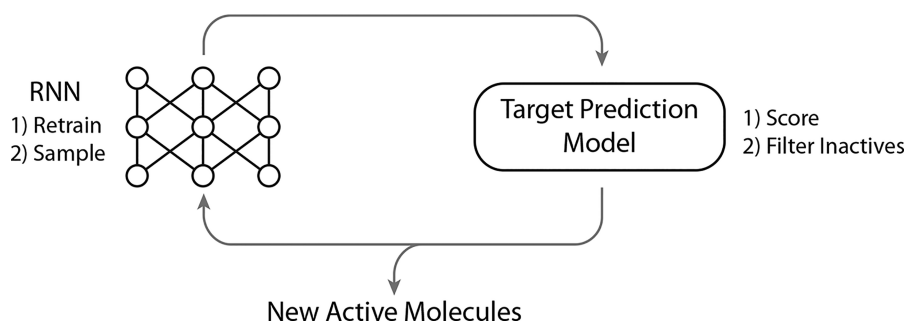 RNN
1) Retrain
2) Sample
Target Prediction
Model
1) Score
2) Filter Inactives
New Active Molecules